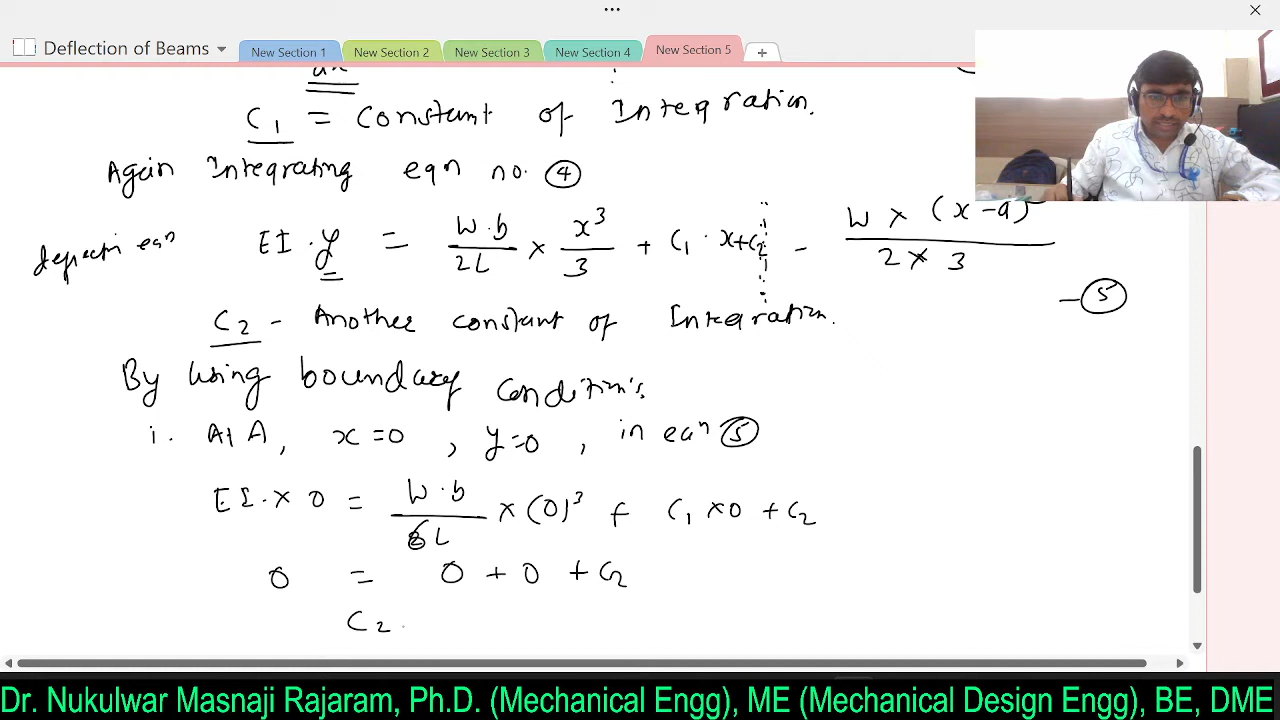 Deflection of Beams
New Section 1 New Section 2 New Section 3 New Section 4 New Section 5
dx
C1 = Constant of Integration.
Again Integrating eqn no. 4
deflection eqn EI . y = W.b/2L × x³/3 + C1 . x+C2 - W × (x-a)³/2×3 -5
C2 - Another constant of Integration.
By using boundary Conditions
i. At A, x=0, y=0, in eqn 5
EI.× 0 = W.b/6L × (0)³ + C1 ×0 + C2
0 = 0 + 0 + C2
C2
Dr. Nukulwar Masnaji Rajaram, Ph.D. (Mechanical Engg), ME (Mechanical Design Engg), BE, DME